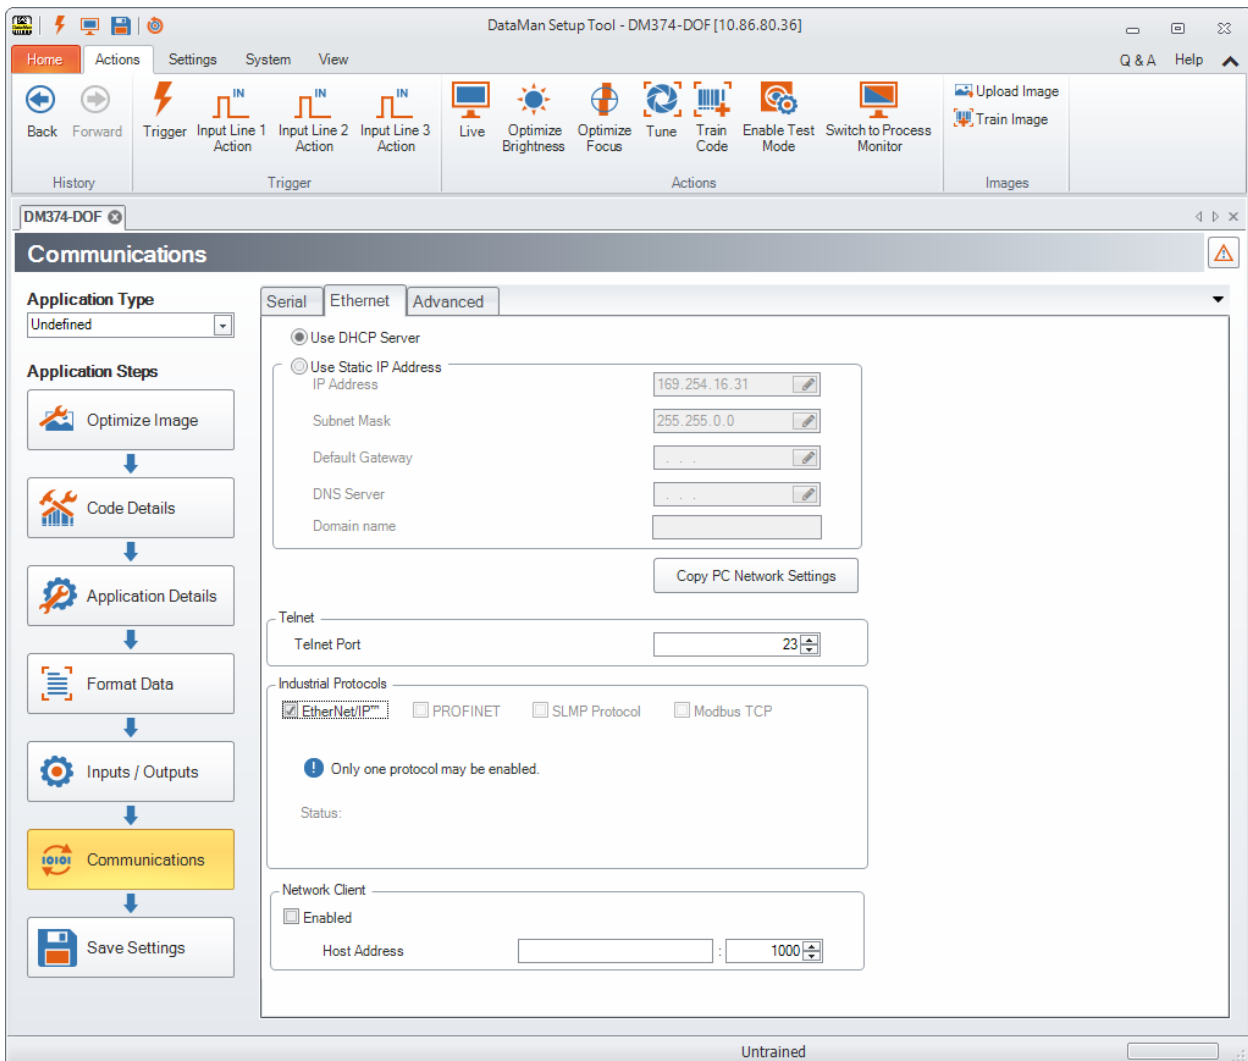 DataMan Setup Tool - DM374-DOF [10.86.80.36]
Home Actions Settings System View Q & A Help
Back Forward Trigger Input Line 1 Action Input Line 2 Action Input Line 3 Action Live Optimize Brightness Optimize Focus Tune Train Code Enable Test Mode Switch to Process Monitor Upload Image
Train Image
History Trigger Actions Images
DM374-DOF
Communications
Application Type
Undefined
Application Steps
Optimize Image
Code Details
Application Details
Format Data
Inputs / Outputs
Communications
Save Settings
Serial Ethernet Advanced
Use DHCP Server
Use Static IP Address
IP Address 169.254.16.31
Subnet Mask 255.255.0.0
Default Gateway . . .
DNS Server . . .
Domain name
Copy PC Network Settings
Telnet
Telnet Port 23
Industrial Protocols
EtherNet/IP™ PROFINET SLMP Protocol Modbus TCP
Only one protocol may be enabled.
Status:
Network Client
Enabled
Host Address : 1000
Untrained